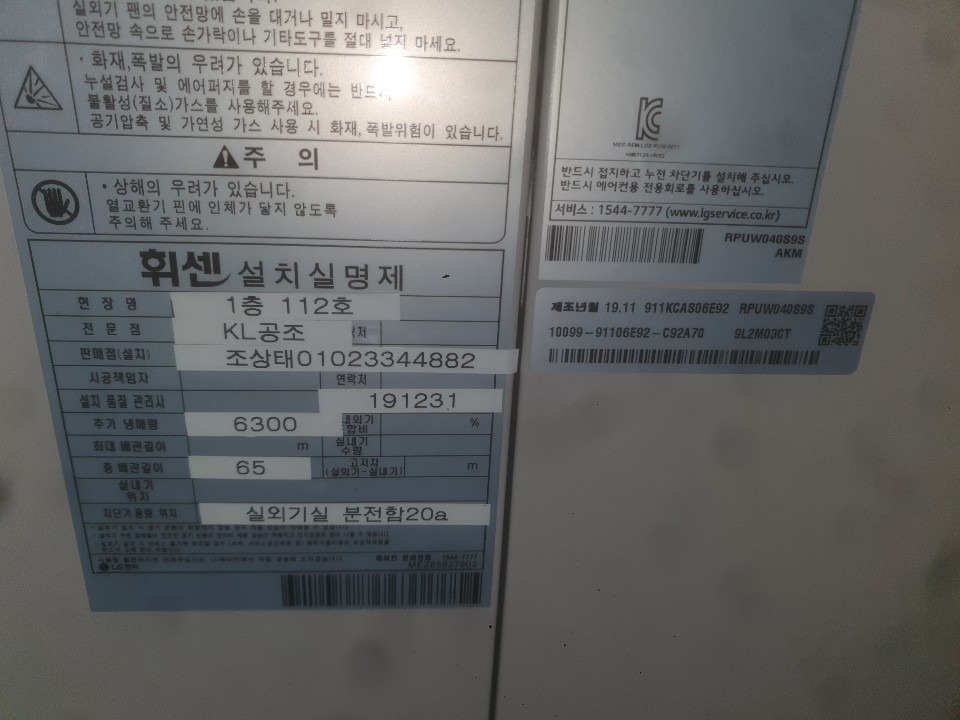 실외기 팬의 안전망에 손을 대거나 밀지 마시고,
안전망 속으로 손가락이나 기타도구를 절대 넣지 마세요.
· 화재,폭발의 우려가 있습니다.
누설검사 및 에어퍼지를 할 경우에는 반드시
불활성(질소)가스를 사용해주세요.
공기압축 및 가연성 가스 사용 시 화재, 폭발위험이 있습니다.
주 의
· 상해의 우려가 있습니다.
열교환기 핀에 인체가 닿지 않도록
주의해 주세요.
휘센 설치실명제
현 장 명 1층 112호
전 문 점 KL공조
판매점(설치) 조상태01023344882
시공책임자 연락처
설치 품질 관리사 191231
추가 냉매량 6300 %
최대 배관길이 m 실내기 수량
총 배관길이 65 고저차 (실외기-실내기) m
실내기 위치
차단기 용량 위치 실외기실 분전함20a
1544-7777
LG전자 MEZ65827902
반드시 접지하고 누전 차단기를 설치해 주십시오.
반드시 에어컨용 전용회로를 사용하십시오.
서비스 : 1544-7777 (www.lgservice.co.kr)
RPUW040S9S
AKM
제조년월 19.11 911KCAS06E92 RPUW040S9S
10099-91106E92-C92A70 9L2M03CT